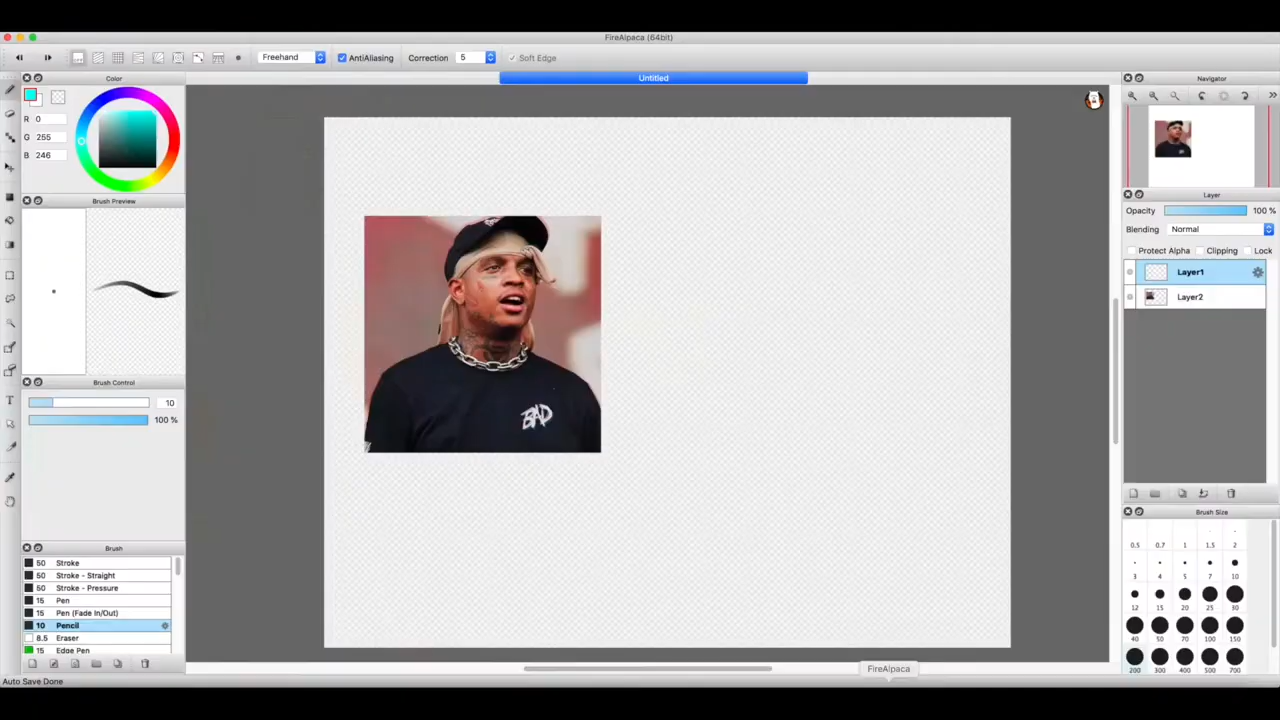 FireAlpaca (64bit)
Freehand AntiAliasing Correction 5 Soft Edge
Color
Untitled
Navigator
R 0
G 255
B 246
Brush Preview
Layer
Opacity 100 %
Blending Normal
Protect Alpha Clipping Lock
Layer1
Layer2
BAD
Brush Control
10
100 %
Brush
50 Stroke
50 Stroke - Straight
50 Stroke - Pressure
15 Pen
15 Pen (Fade In/Out)
10 Pencil
8.5 Eraser
15 Edge Pen
Brush Size
0.5 0.7 1 1.5 2
3 4 5 7 10
12 15 20 25 30
40 50 70 100 150
200 300 400 500 700
FireAlpaca
Auto Save Done